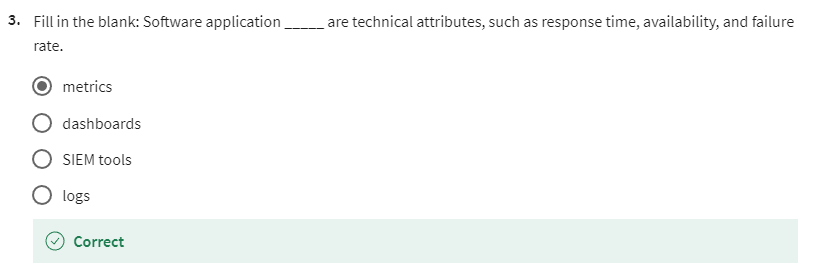 3. Fill in the blank: Software application _____ are technical attributes, such as response time, availability, and failure
rate.
metrics
dashboards
SIEM tools
logs
Correct